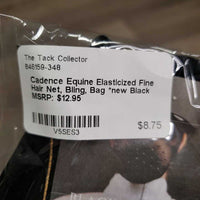 The Tack Collector
846159-348
Cadence Equine Elasticized Fine
Hair Net, Bling, Bag *new Black
MSRP: $12.95
V5SES3
$8.75